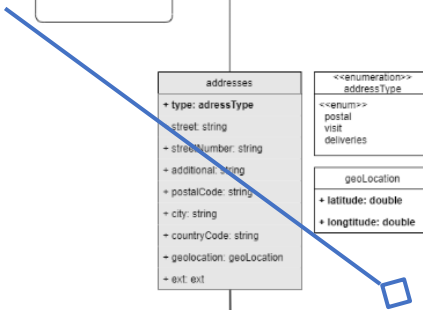 addresses
+ type: adressType
+ street: string
+ streetNumber: string
+ additional: string
+ postalCode: string
+ city: string
+ countryCode: string
+ geolocation: geoLocation
+ ext: ext
<<enumeration>>
addressType
<<enum>>
postal
visit
deliveries
geoLocation
+ latitude: double
+ longtitude: double